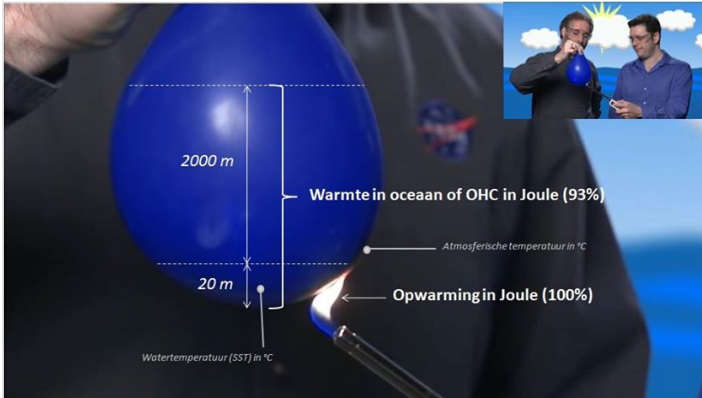 2000 m
Warmte in oceaan of OHC in Joule (93%)
Atmosferische temperatuur in °C
20 m
Opwarming in Joule (100%)
Watertemperatuur (SST) in °C